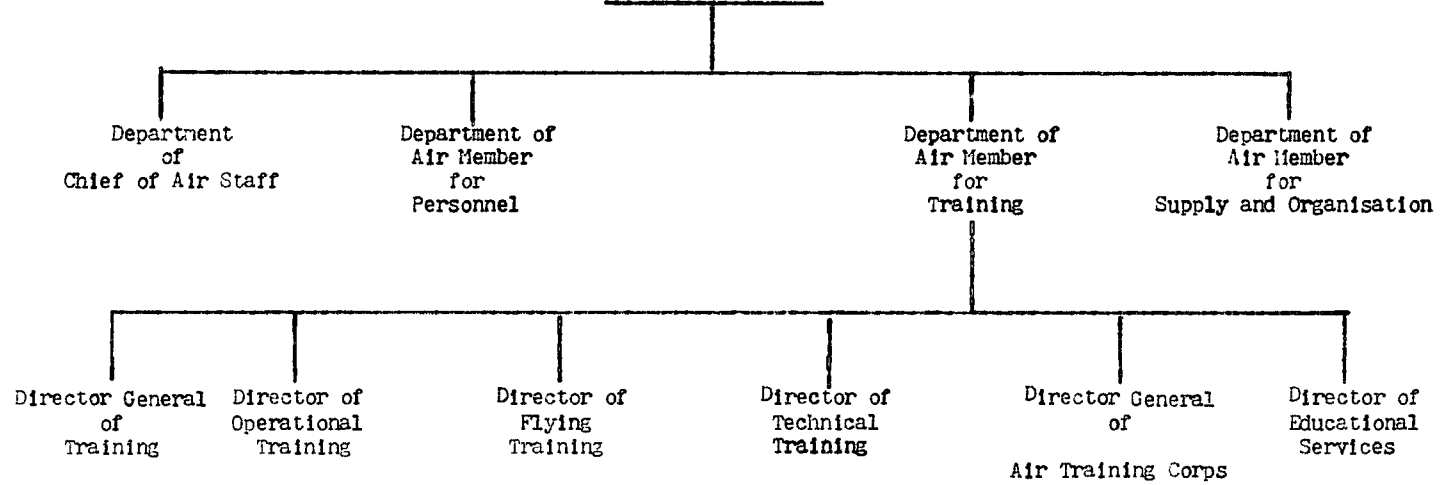 Department
of
Chief of Air Staff
Department of
Air Member
for
Personnel
Department of
Air Member
for
Training
Department of
Air Member
for
Supply and Organisation
Director General
of
Training
Director of
Operational
Training
Director of
Flying
Training
Director of
Technical
Training
Director General
of
Air Training Corps
Director of
Educational
Services